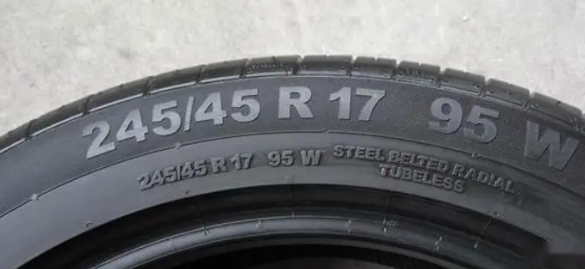 245/45 R 17 95 W
245/45 R 17 95 W STEEL BELTED RADIAL
TUBELESS